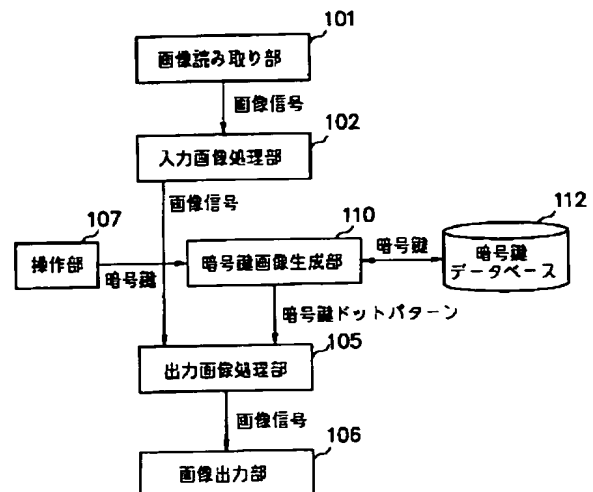 101
画像読み取り部
画像信号
102
入力画像処理部
画像信号
107
操作部
暗号鍵
110
暗号鍵画像生成部
暗号鍵
112
暗号鍵
データベース
暗号鍵ドットパターン
105
出力画像処理部
画像信号
106
画像出力部